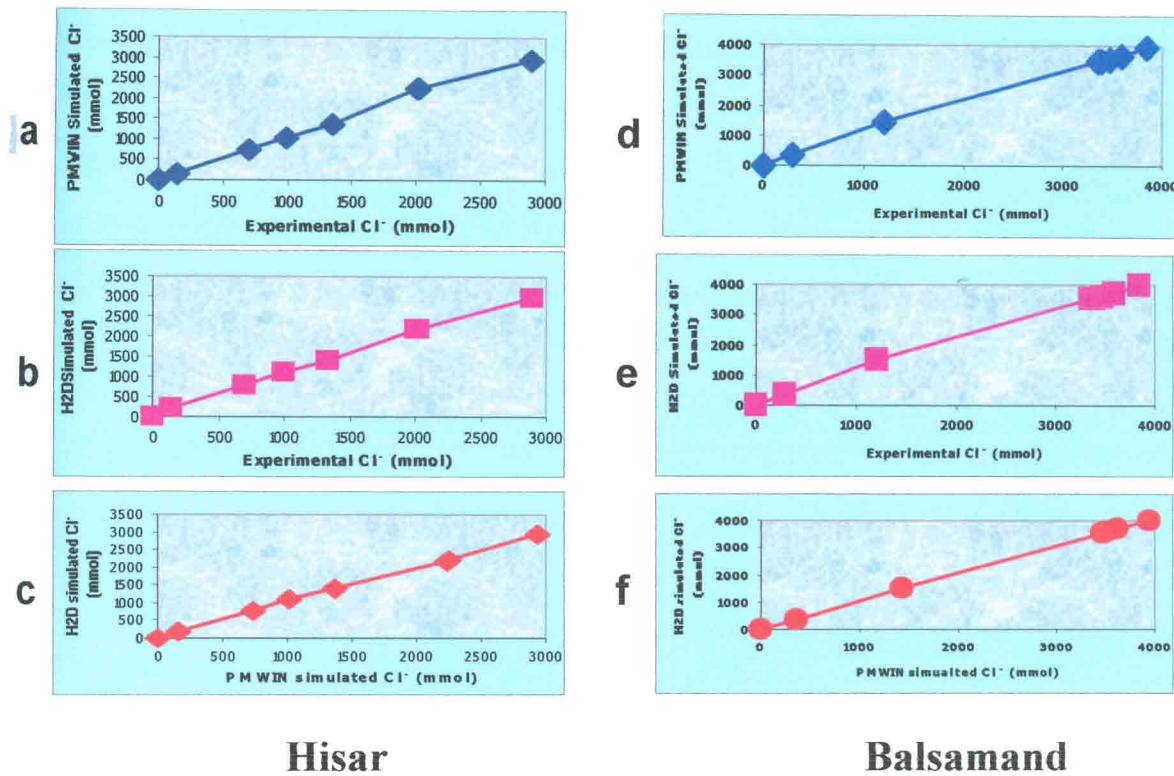 a
PMWIN Simulated Cl⁻
(mmol)
3500
3000
2500
2000
1500
1000
500
0
0 500 1000 1500 2000 2500 3000
Experimental Cl⁻ (mmol)
b
H2D Simulated Cl⁻
(mmol)
3500
3000
2500
2000
1500
1000
500
0
0 500 1000 1500 2000 2500 3000
Experimental Cl⁻ (mmol)
c
H2D simulated Cl⁻
(mmol)
3500
3000
2500
2000
1500
1000
500
0
0 500 1000 1500 2000 2500 3000
PMWIN simulated Cl⁻ (mmol)
Hisar
d
PMWIN Simulated Cl⁻
(mmol)
4000
3000
2000
1000
0
0 1000 2000 3000 4000
Experimental Cl⁻ (mmol)
e
H2D Simulated Cl⁻
(mmol)
4000
3000
2000
1000
0
0 1000 2000 3000 4000
Experimental Cl⁻ (mmol)
f
H2D simulated Cl⁻
(mmol)
4000
3000
2000
1000
0
0 1000 2000 3000 4000
PMWIN simualted Cl⁻ (mmol)
Balsamand